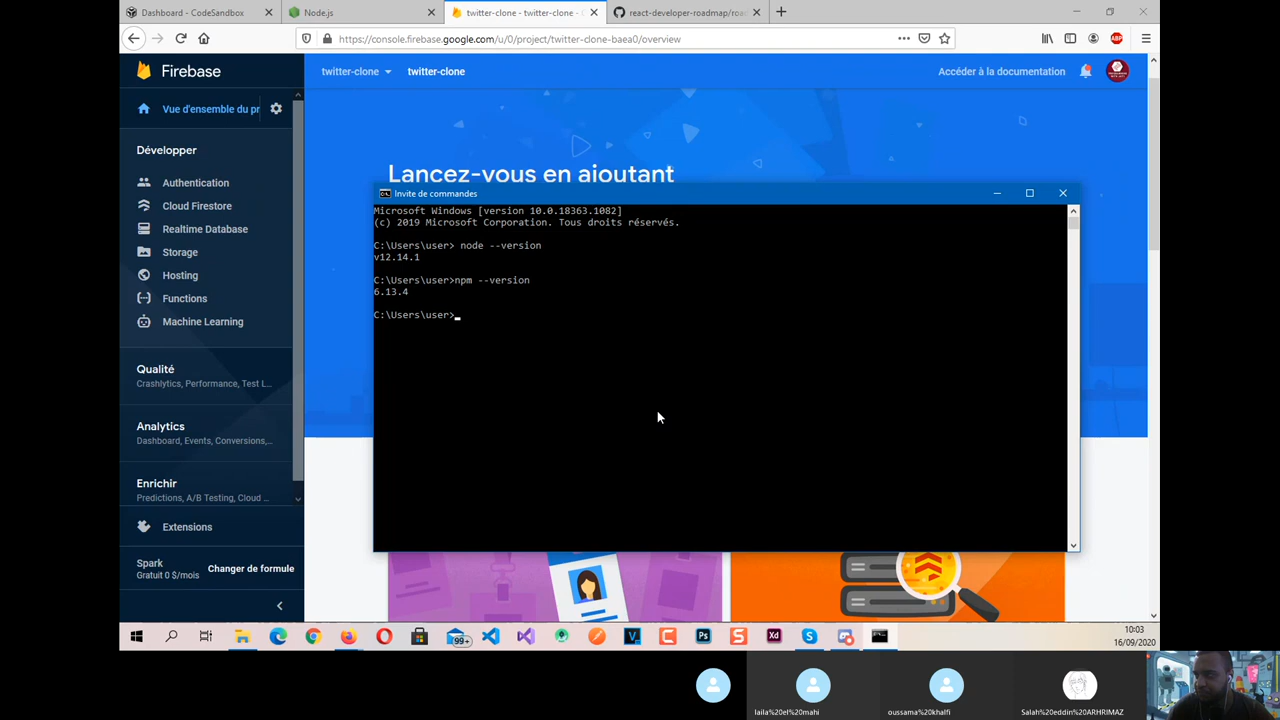 Dashboard - CodeSandbox
Node.js
twitter-clone - twitter-clone -
react-developer-roadmap/roa
https://console.firebase.google.com/u/0/project/twitter-clone-baea0/overview
ABP
Firebase
twitter-clone
twitter-clone
Accéder à la documentation
Vue d'ensemble du pr
Développer
Authentication
Cloud Firestore
Realtime Database
Storage
Hosting
Functions
Machine Learning
Qualité
Crashlytics, Performance, Test L...
Analytics
Dashboard, Events, Conversions,...
Enrichir
Predictions, A/B Testing, Cloud ...
Extensions
Spark
Gratuit 0 $/mois
Changer de formule
Lancez-vous en ajoutant
Invite de commandes
Microsoft Windows [version 10.0.18363.1082]
(c) 2019 Microsoft Corporation. Tous droits réservés.
C:\Users\user> node --version
v12.14.1
C:\Users\user>npm --version
6.13.4
C:\Users\user>
99+
Ps
Xd
10:03
16/09/2020
laila%20el%20mahi
oussama%20khalfi
Salah%20eddin%20ARHRIMAZ